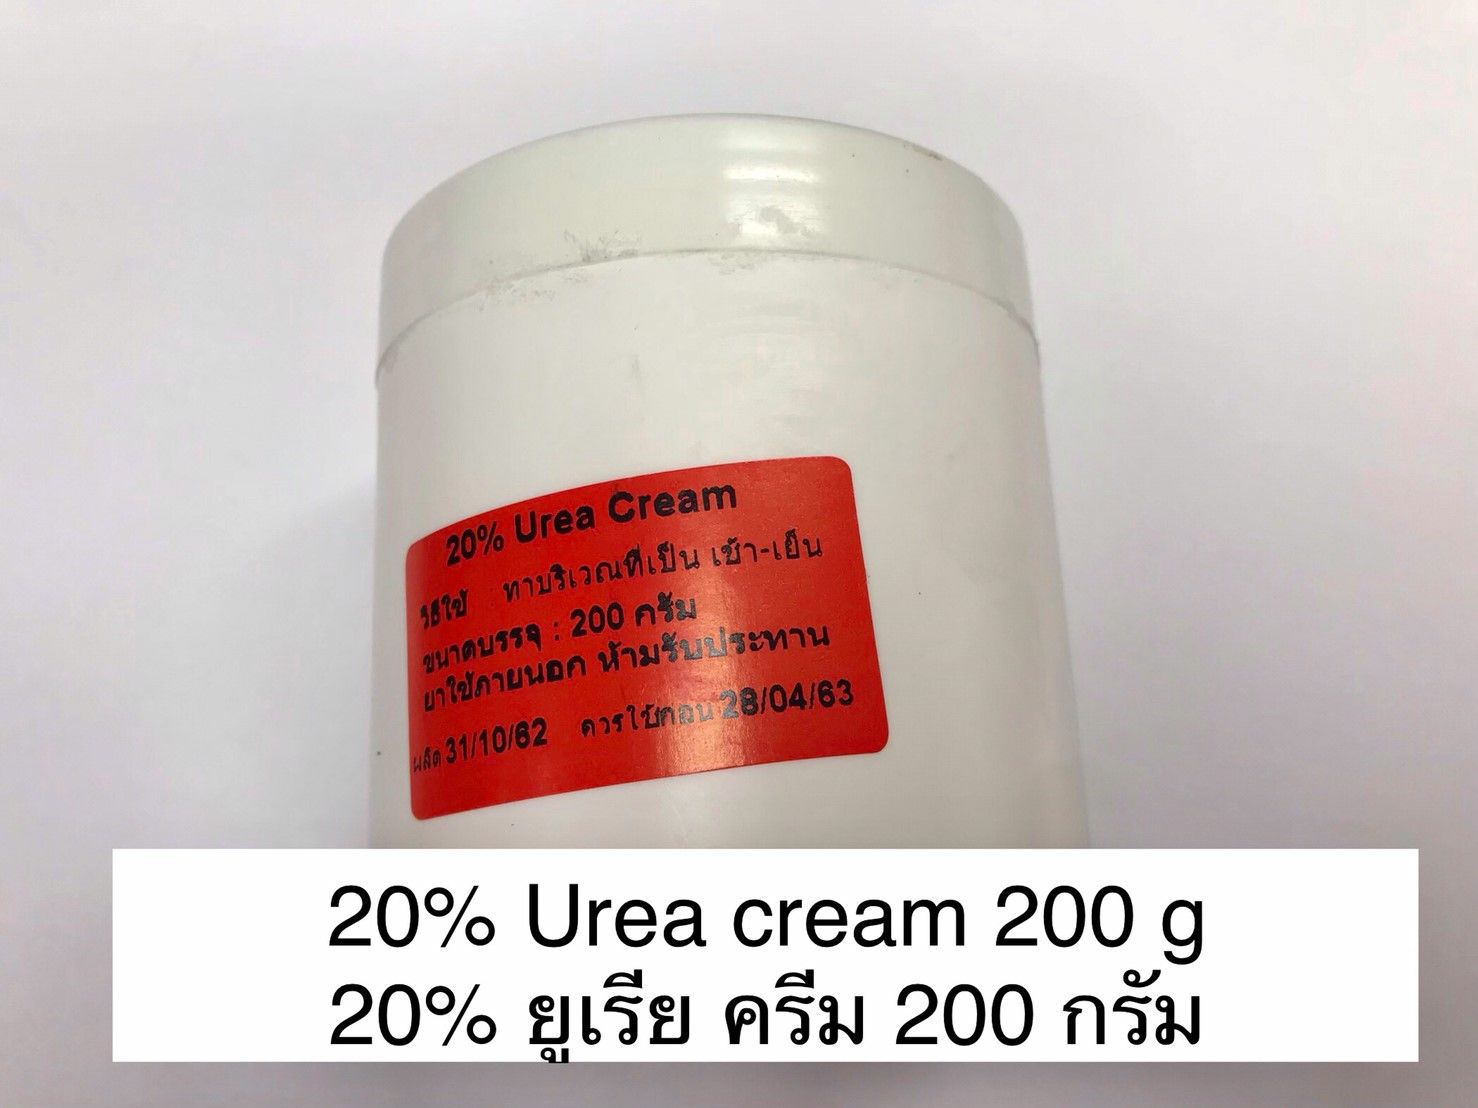 20% Urea Cream
วิธีใช้ ทาบริเวณที่เป็น เช้า-เย็น
ขนาดบรรจุ : 200 กรัม
ยาใช้ภายนอก ห้ามรับประทาน
ผลิต 31/10/62 ควรใช้ก่อน 28/04/63
20% Urea cream 200 g
20% ยูเรีย ครีม 200 กรัม